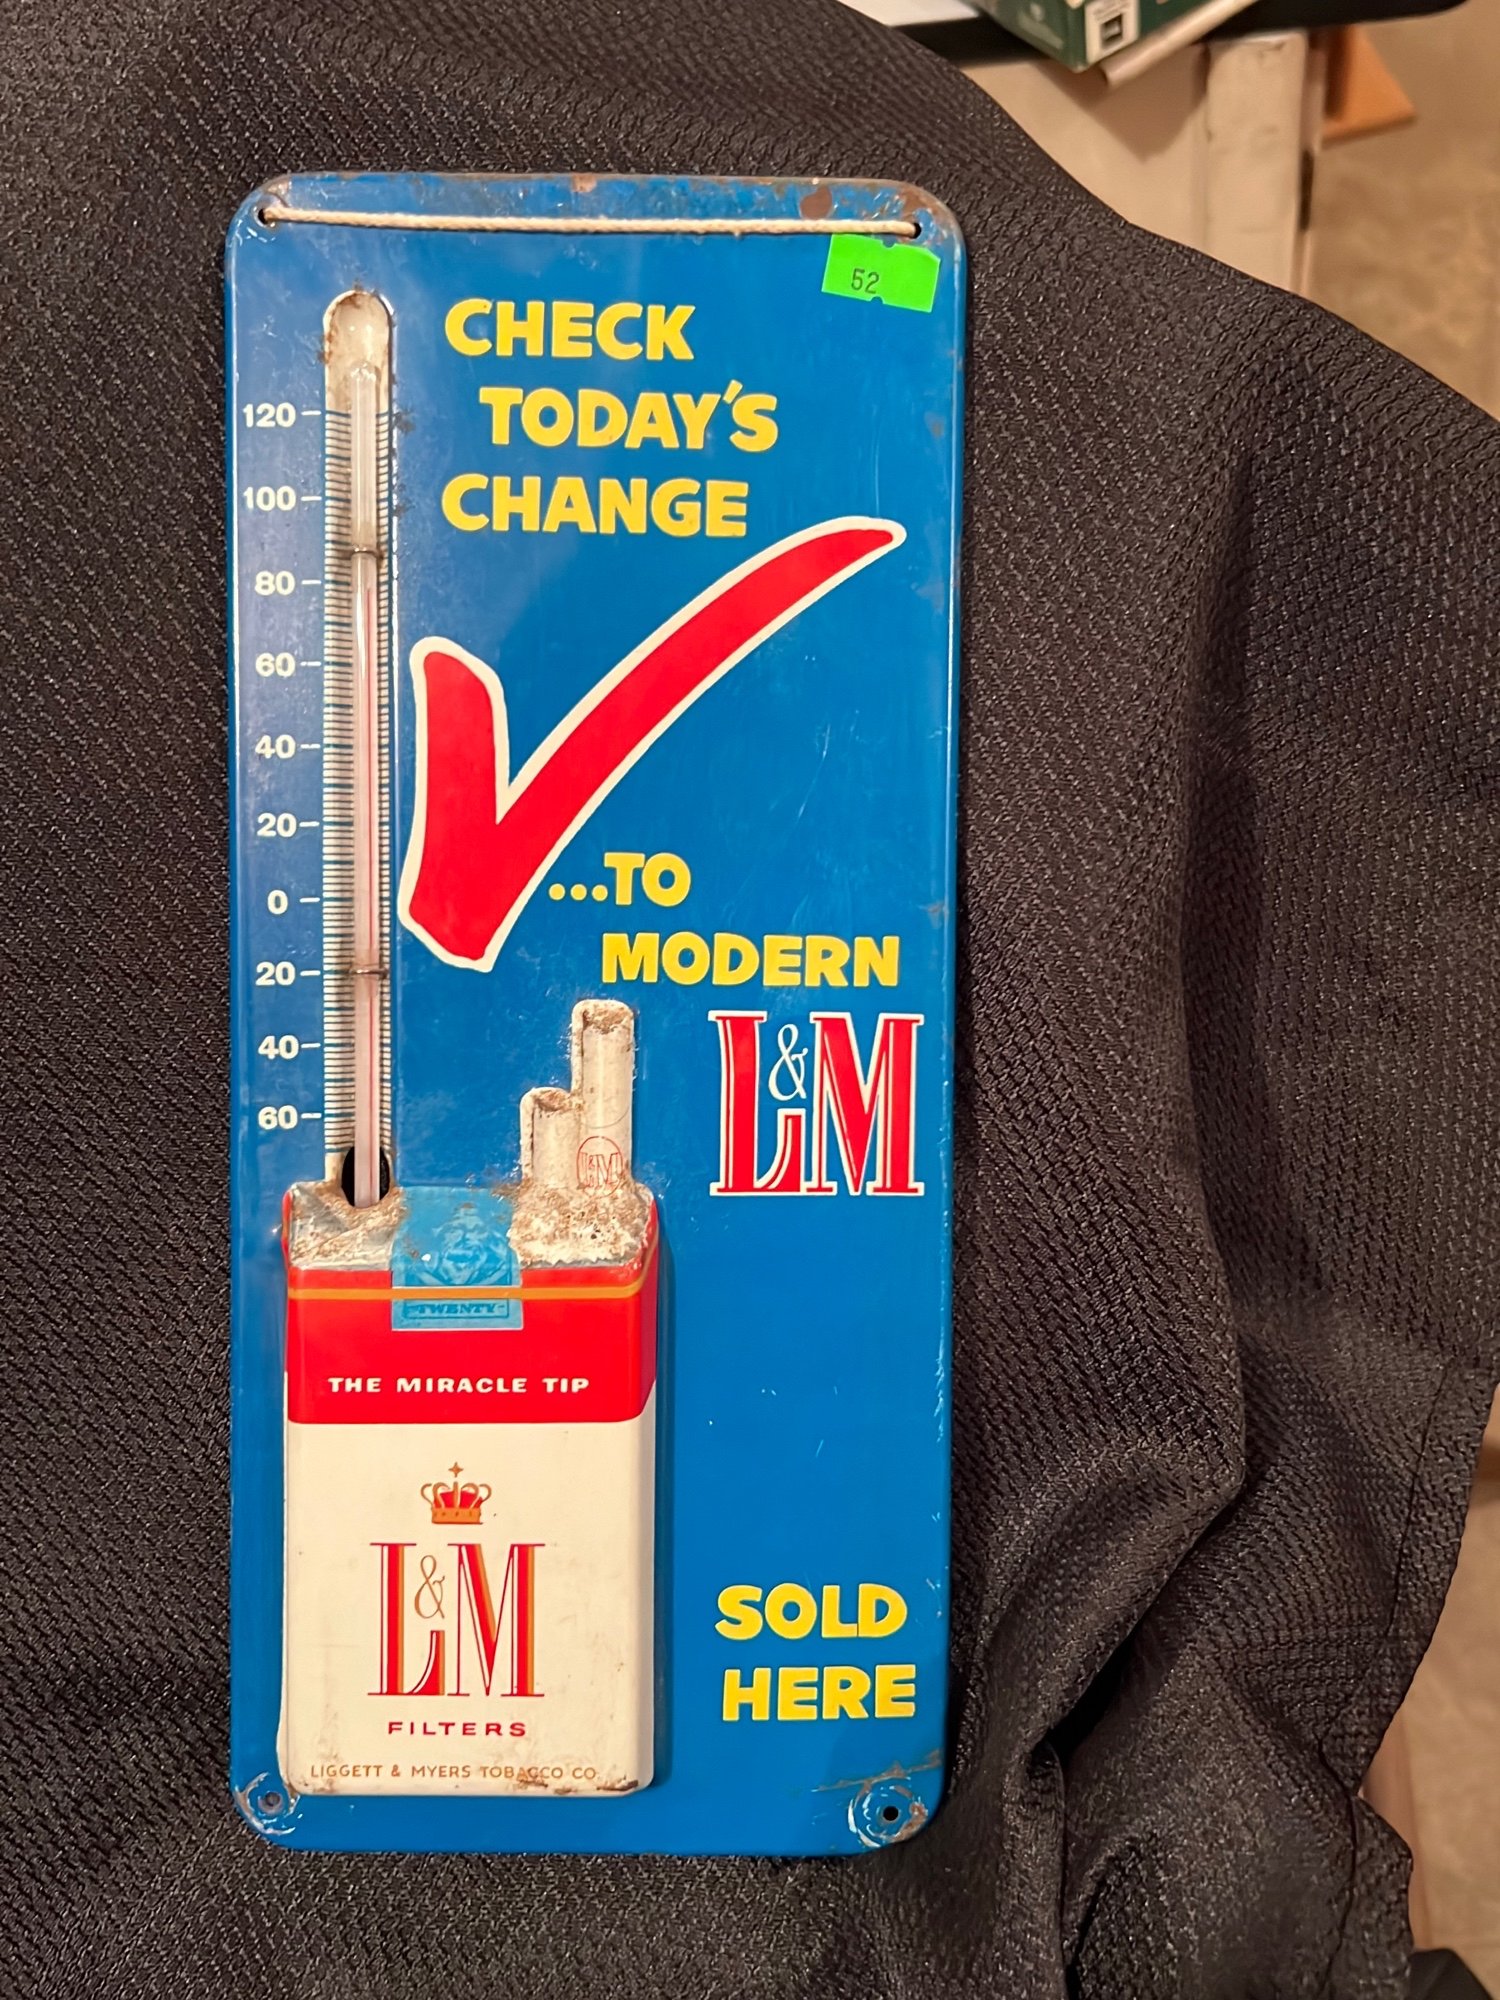 52
CHECK
TODAY'S
CHANGE
120
100
80
60
40
20
0
20
40
60
...TO
MODERN
L&M
L&M
TWENTY
THE MIRACLE TIP
L&M
FILTERS
LIGGETT & MYERS TOBACCO CO.
SOLD
HERE